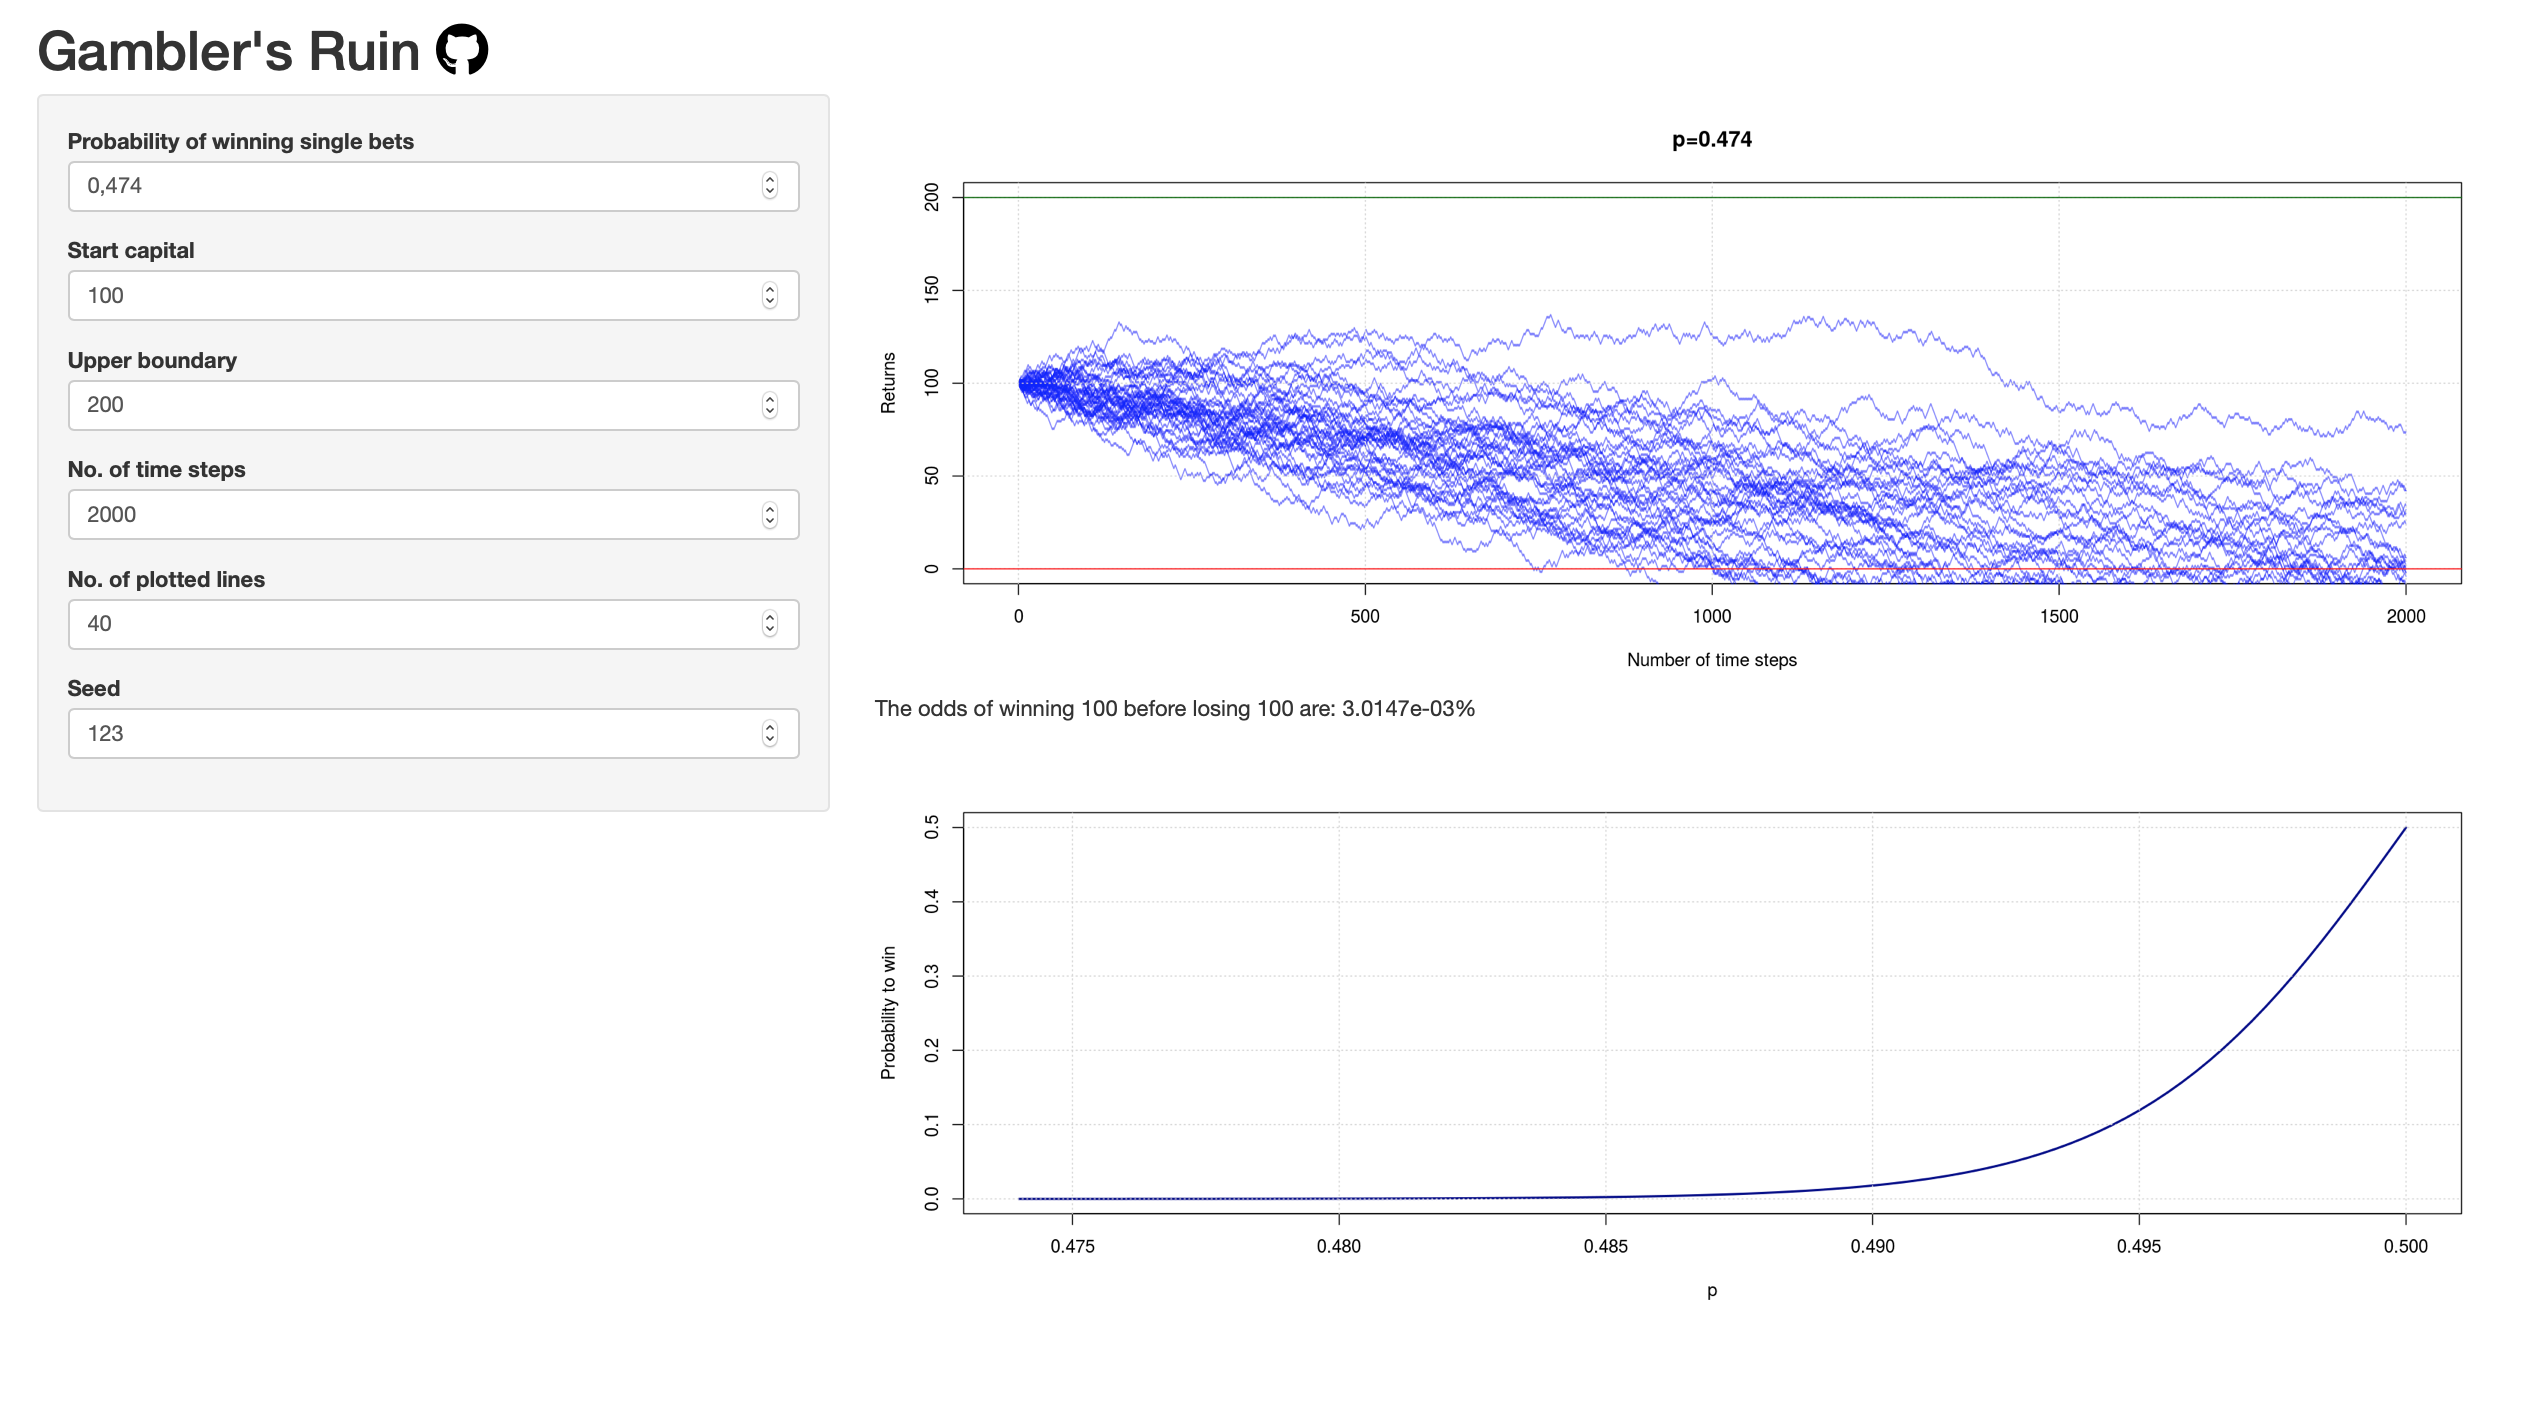 Gambler's Ruin
Probability of winning single bets
0,474
Start capital
100
Upper boundary
200
No. of time steps
2000
No. of plotted lines
40
Seed
123
p=0.474
Returns
200
150
100
50
0
0 500 1000 1500 2000
Number of time steps
The odds of winning 100 before losing 100 are: 3.0147e-03%
Probability to win
0.5
0.4
0.3
0.2
0.1
0.0
0.475 0.480 0.485 0.490 0.495 0.500
p